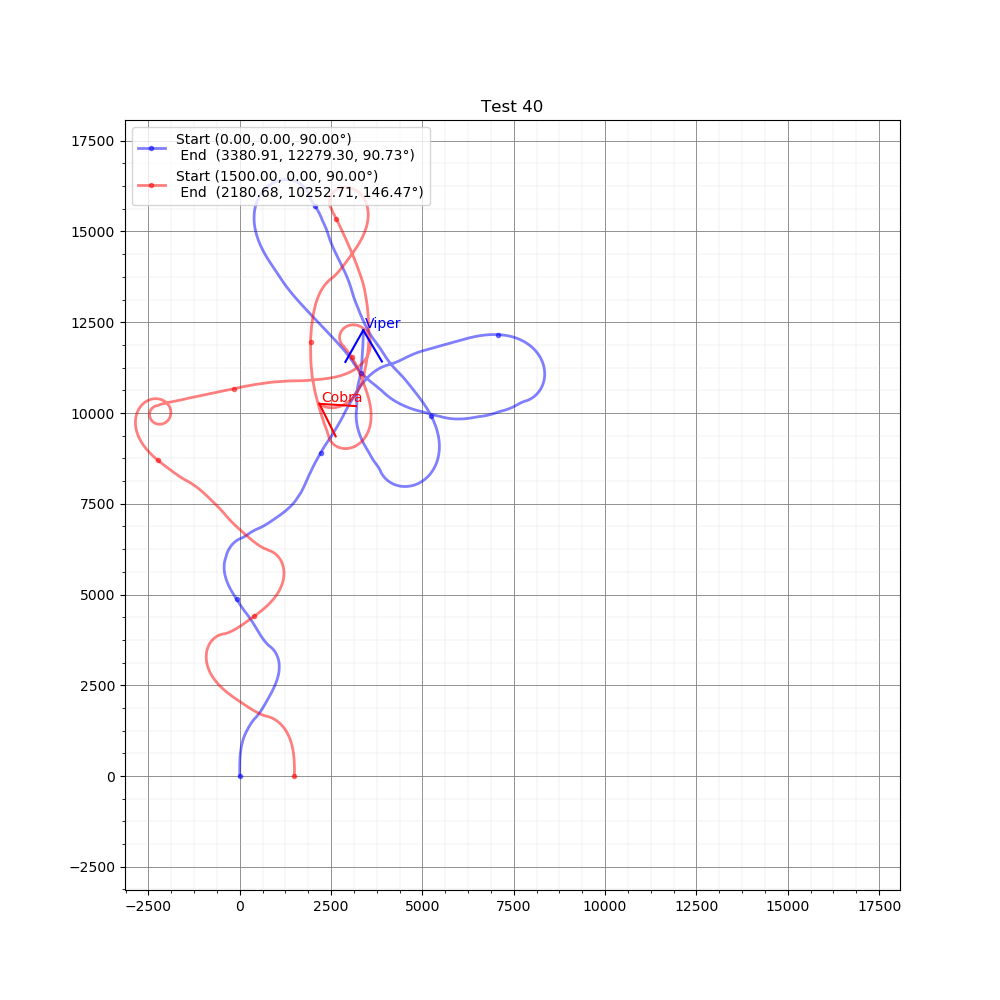 Test 40
Start (0.00, 0.00, 90.00°)
End (3380.91, 12279.30, 90.73°)
Start (1500.00, 0.00, 90.00°)
End (2180.68, 10252.71, 146.47°)
17500
15000
12500
10000
7500
5000
2500
0
−2500
Viper
Cobra
−2500 0 2500 5000 7500 10000 12500 15000 17500